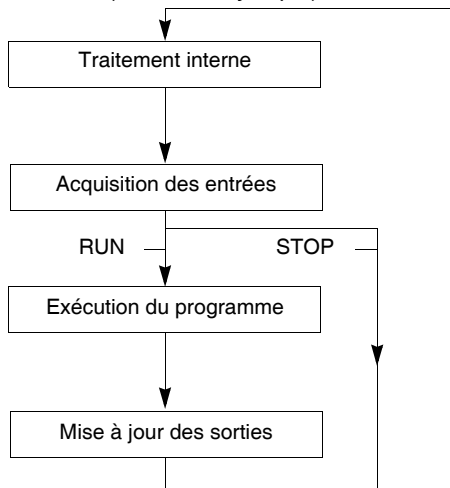 Traitement interne
Acquisition des entrées
RUN STOP
Exécution du programme
Mise à jour des sorties